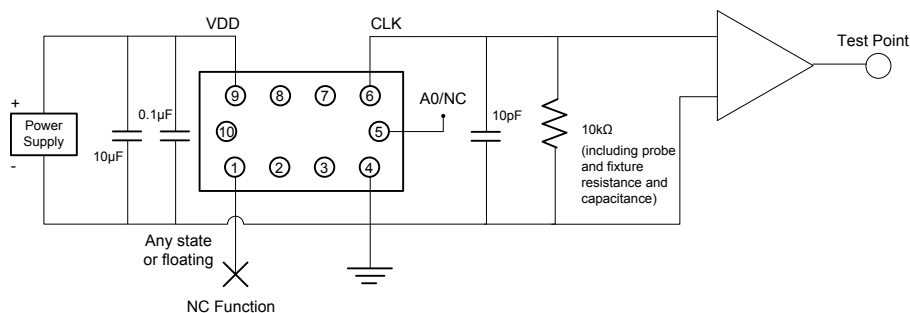 VDD
CLK
Test Point
+
Power
Supply
-
10µF
0.1µF
9
8
7
6
10
5
1
2
3
4
A0/NC
10pF
10kΩ
(including probe
and fixture
resistance and
capacitance)
Any state
or floating
NC Function